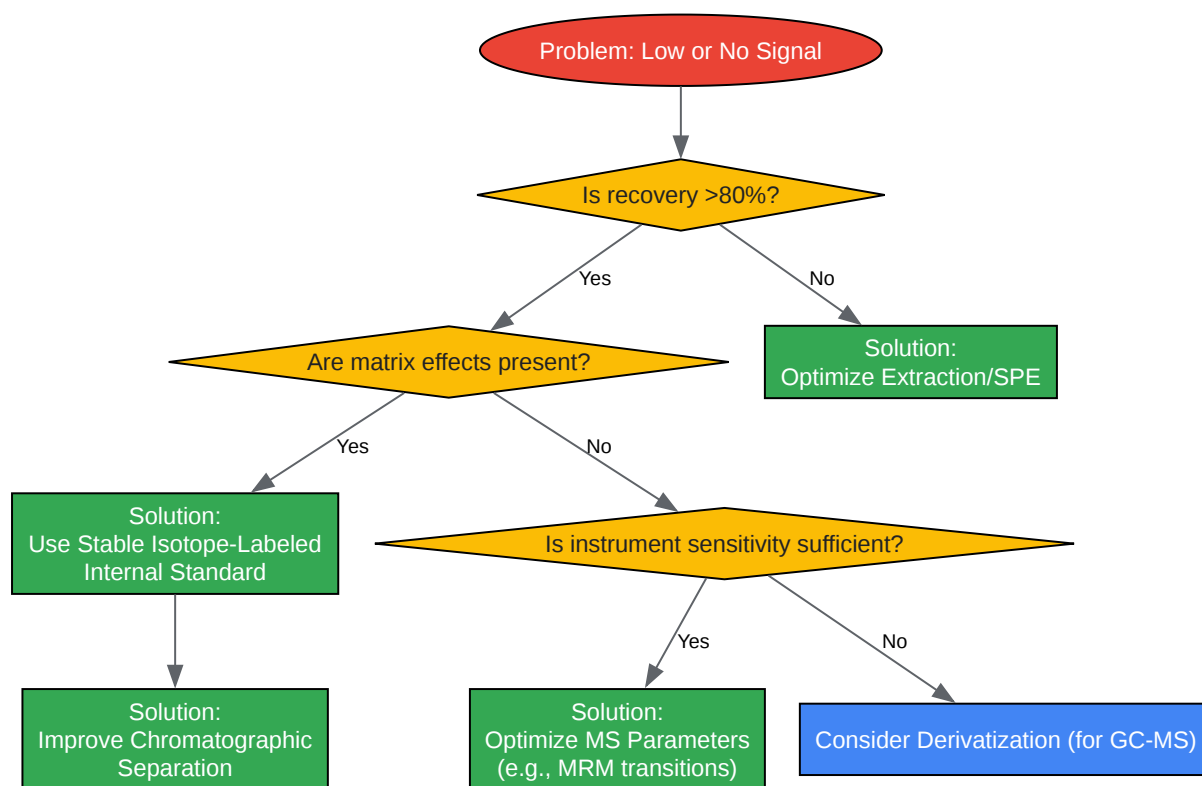 Problem: Low or No Signal
Is recovery >80%?
Yes
No
Are matrix effects present?
Solution:
Optimize Extraction/SPE
Yes
No
Solution:
Use Stable Isotope-Labeled
Internal Standard
Is instrument sensitivity sufficient?
Yes
No
Solution:
Improve Chromatographic
Separation
Solution:
Optimize MS Parameters
(e.g., MRM transitions)
Consider Derivatization (for GC-MS)